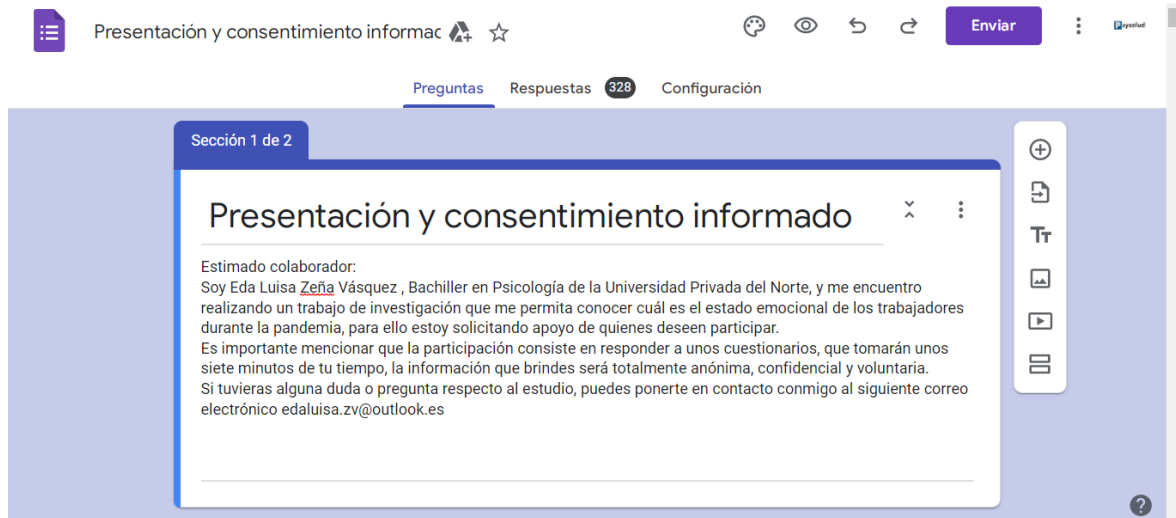 Presentación y consentimiento informac
Enviar
Psysalud
Preguntas Respuestas 328 Configuración
Sección 1 de 2
Presentación y consentimiento informado
Estimado colaborador:
Soy Eda Luisa Zeña Vásquez , Bachiller en Psicología de la Universidad Privada del Norte, y me encuentro
realizando un trabajo de investigación que me permita conocer cuál es el estado emocional de los trabajadores
durante la pandemia, para ello estoy solicitando apoyo de quienes deseen participar.
Es importante mencionar que la participación consiste en responder a unos cuestionarios, que tomarán unos
siete minutos de tu tiempo, la información que brindes será totalmente anónima, confidencial y voluntaria.
Si tuvieras alguna duda o pregunta respecto al estudio, puedes ponerte en contacto conmigo al siguiente correo
electrónico edaluisa.zv@outlook.es
Tт